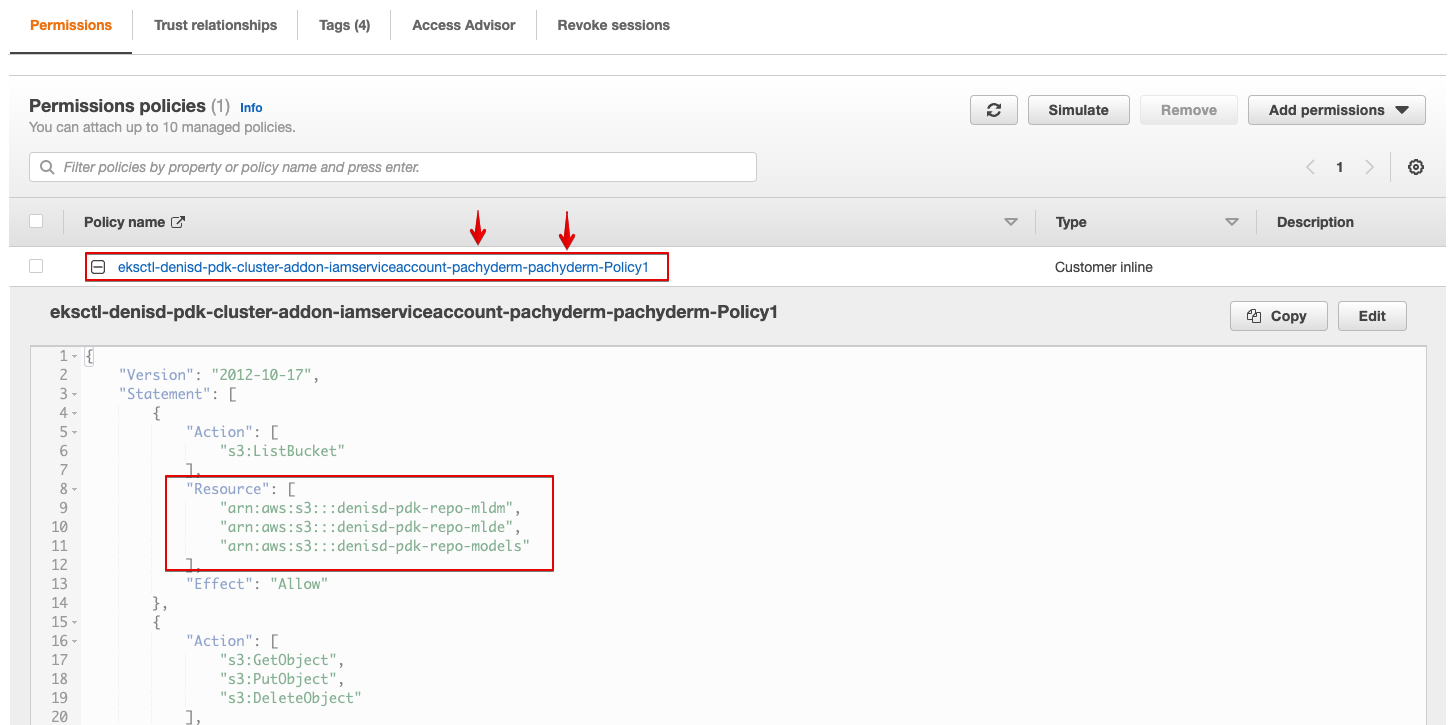 Permissions Trust relationships Tags (4) Access Advisor Revoke sessions
Permissions policies (1) Info
You can attach up to 10 managed policies.
Simulate Remove Add permissions
Filter policies by property or policy name and press enter.
1
Policy name Type Description
eksctl-denisd-pdk-cluster-addon-iamserviceaccount-pachyderm-pachyderm-Policy1 Customer inline
eksctl-denisd-pdk-cluster-addon-iamserviceaccount-pachyderm-pachyderm-Policy1
Copy Edit
1 {
2 "Version": "2012-10-17",
3 "Statement": [
4 {
5 "Action": [
6 "s3:ListBucket"
7 ],
8 "Resource": [
9 "arn:aws:s3:::denisd-pdk-repo-mldm",
10 "arn:aws:s3:::denisd-pdk-repo-mlde",
11 "arn:aws:s3:::denisd-pdk-repo-models"
12 ],
13 "Effect": "Allow"
14 },
15 {
16 "Action": [
17 "s3:GetObject",
18 "s3:PutObject",
19 "s3:DeleteObject"
20 ],